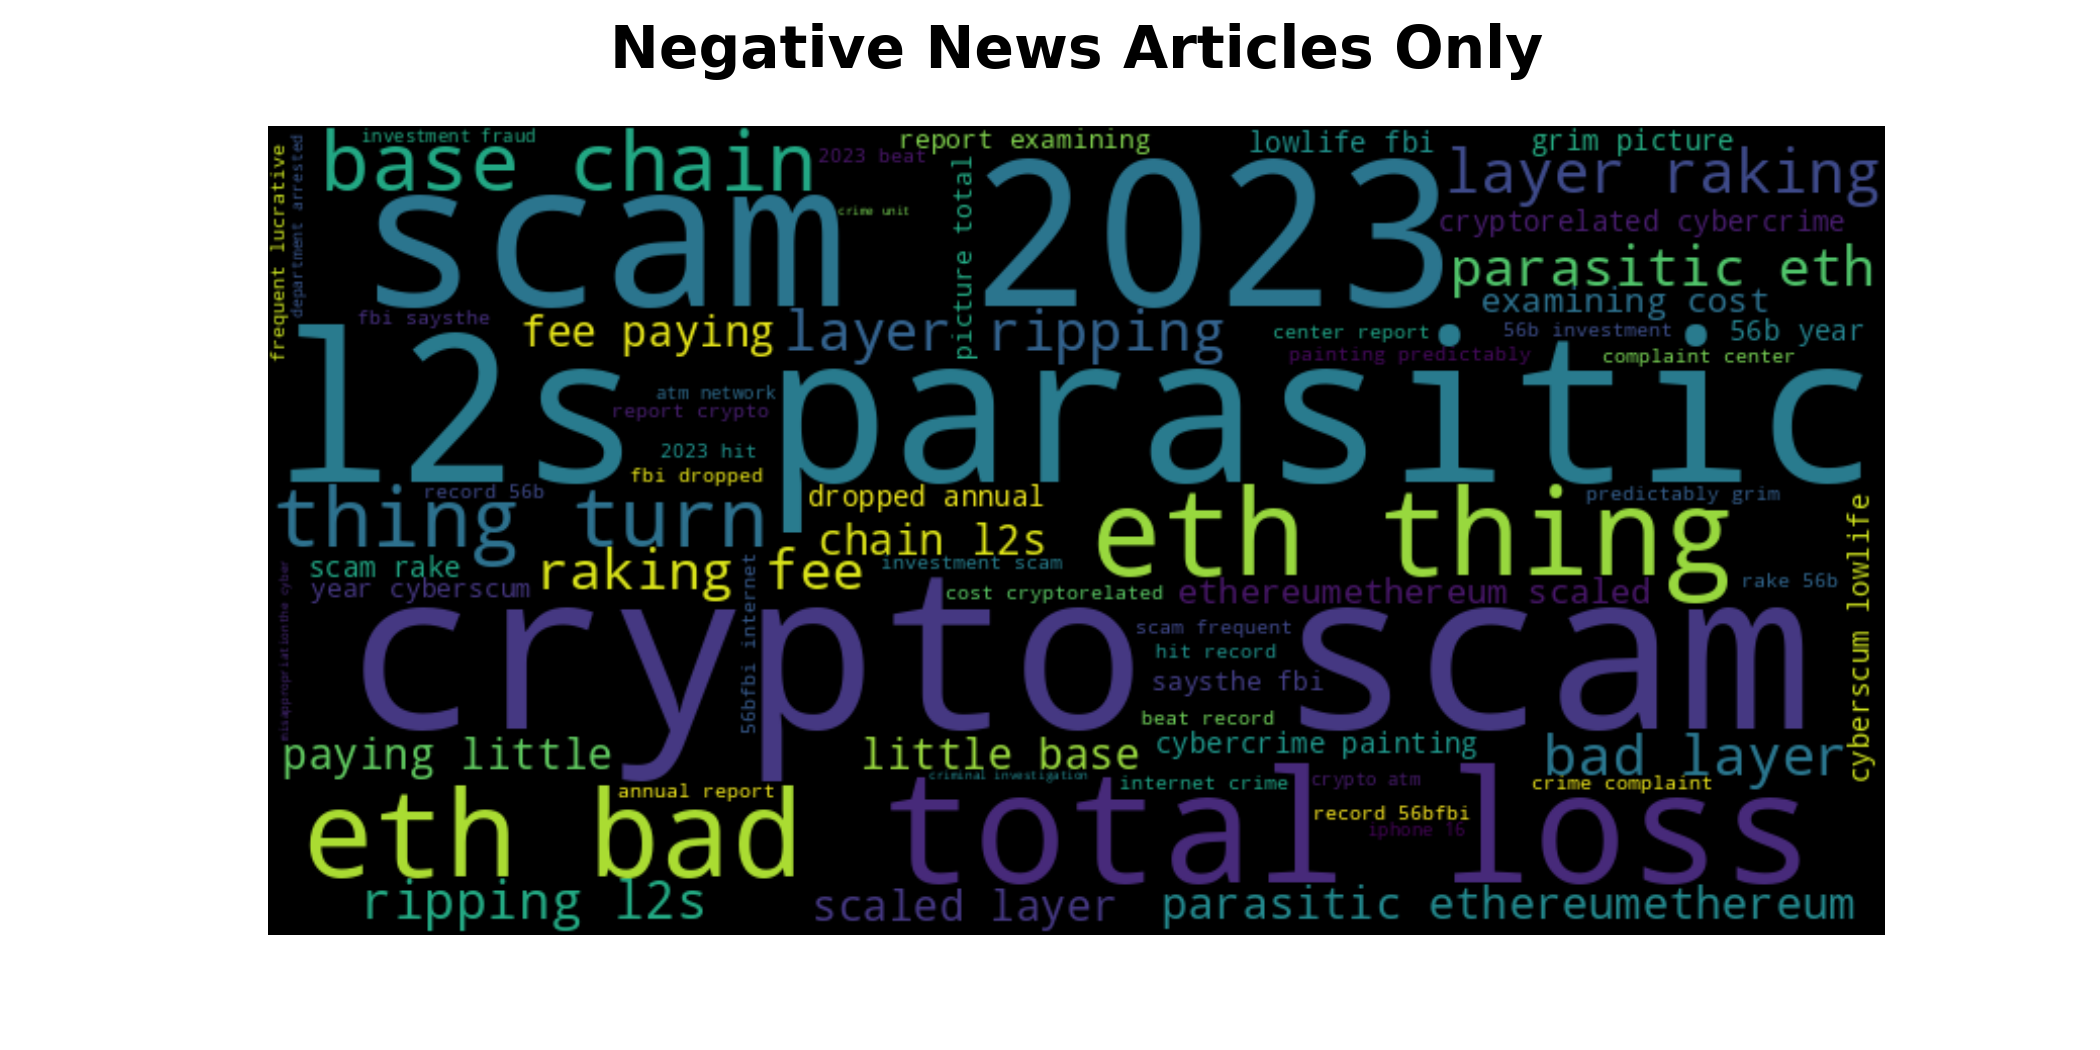 Negative News Articles Only
investment fraud
base chain
2023 beat
report examining
lowlife fbi
grim picture
layer raking
scam 2023
crime unit
picture total
frequent lucrative
department arrested
cryptorelated cybercrime
parasitic eth
examining cost
fbi saysthe
fee paying
layer ripping
center report
56b investment
56b year
painting predictably
complaint center
l2s parasitic
atm network
report crypto
2023 hit
fbi dropped
record 56b
thing turn
dropped annual
chain l2s
eth thing
predictably grim
cyberscum lowlife
scam rake
year cyberscum
raking fee
investment scam
cost cryptorelated
ethereumethereum scaled
rake 56b
misappropriationthe cyber
56bfbi internet
crypto scam
scam frequent
hit record
saysthe fbi
beat record
paying little
little base
cybercrime painting
bad layer
criminal investigation
internet crime
crypto atm
crime complaint
annual report
eth bad
total loss
record 56bfbi
iphone 16
ripping l2s
scaled layer
parasitic ethereumethereum